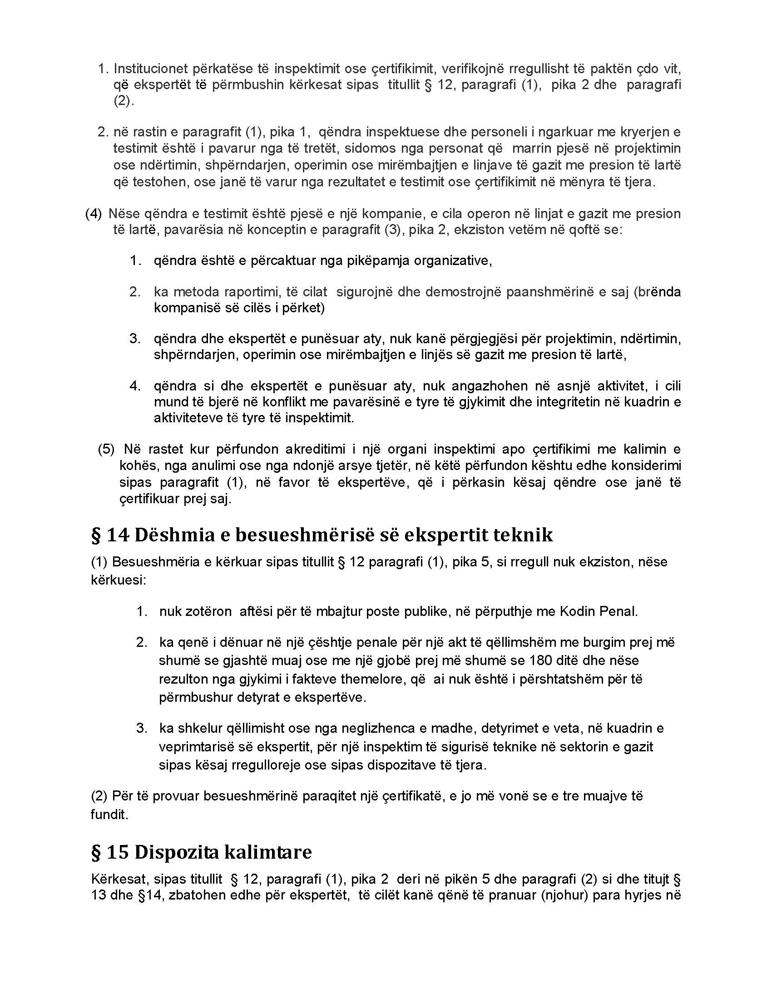 1. Institucionet përkatëse të inspektimit ose çertifikimit, verifikojnë rregullisht të paktën çdo vit,
që ekspertët të përmbushin kërkesat sipas titullit § 12, paragrafi (1), pika 2 dhe paragrafi
(2).
2. në rastin e paragrafit (1), pika 1, qëndra inspektuese dhe personeli i ngarkuar me kryerjen e
testimit është i pavarur nga të tretët, sidomos nga personat që marrin pjesë në projektimin
ose ndërtimin, shpërndarjen, operimin ose mirëmbajtjen e linjave të gazit me presion të lartë
që testohen, ose janë të varur nga rezultatet e testimit ose çertifikimit në mënyra të tjera.
(4) Nëse qëndra e testimit është pjesë e një kompanie, e cila operon në linjat e gazit me presion
të lartë, pavarësia në konceptin e paragrafit (3), pika 2, ekziston vetëm në qoftë se:
1. qëndra është e përcaktuar nga pikëpamja organizative,
2. ka metoda raportimi, të cilat sigurojnë dhe demostrojnë paanshmërinë e saj (brënda
kompanisë së cilës i përket)
3. qëndra dhe ekspertët e punësuar aty, nuk kanë përgjegjësi për projektimin, ndërtimin,
shpërndarjen, operimin ose mirëmbajtjen e linjës së gazit me presion të lartë,
4. qëndra si dhe ekspertët e punësuar aty, nuk angazhohen në asnjë aktivitet, i cili
mund të bjerë në konflikt me pavarësinë e tyre të gjykimit dhe integritetin në kuadrin e
aktiviteteve të tyre të inspektimit.
(5) Në rastet kur përfundon akreditimi i një organi inspektimi apo çertifikimi me kalimin e
kohës, nga anulimi ose nga ndonjë arsye tjetër, në këtë përfundon kështu edhe konsiderimi
sipas paragrafit (1), në favor të ekspertëve, që i përkasin kësaj qëndre ose janë të
çertifikuar prej saj.
§ 14 Dëshmia e besueshmërisë së ekspertit teknik
(1) Besueshmëria e kërkuar sipas titullit § 12 paragrafi (1), pika 5, si rregull nuk ekziston, nëse
kërkuesi:
1. nuk zotëron aftësi për të mbajtur poste publike, në përputhje me Kodin Penal.
2. ka qenë i dënuar në një çështje penale për një akt të qëllimshëm me burgim prej më
shumë se gjashtë muaj ose me një gjobë prej më shumë se 180 ditë dhe nëse
rezulton nga gjykimi i fakteve themelore, që ai nuk është i përshtatshëm për të
përmbushur detyrat e ekspertëve.
3. ka shkelur qëllimisht ose nga neglizhenca e madhe, detyrimet e veta, në kuadrin e
veprimtarisë së ekspertit, për një inspektim të sigurisë teknike në sektorin e gazit
sipas kësaj rregulloreje ose sipas dispozitave të tjera.
(2) Për të provuar besueshmërinë paraqitet një çertifikatë, e jo më vonë se e tre muajve të
fundit.
§ 15 Dispozita kalimtare
Kërkesat, sipas titullit § 12, paragrafi (1), pika 2 deri në pikën 5 dhe paragrafi (2) si dhe titujt §
13 dhe §14, zbatohen edhe për ekspertët, të cilët kanë qënë të pranuar (njohur) para hyrjes në